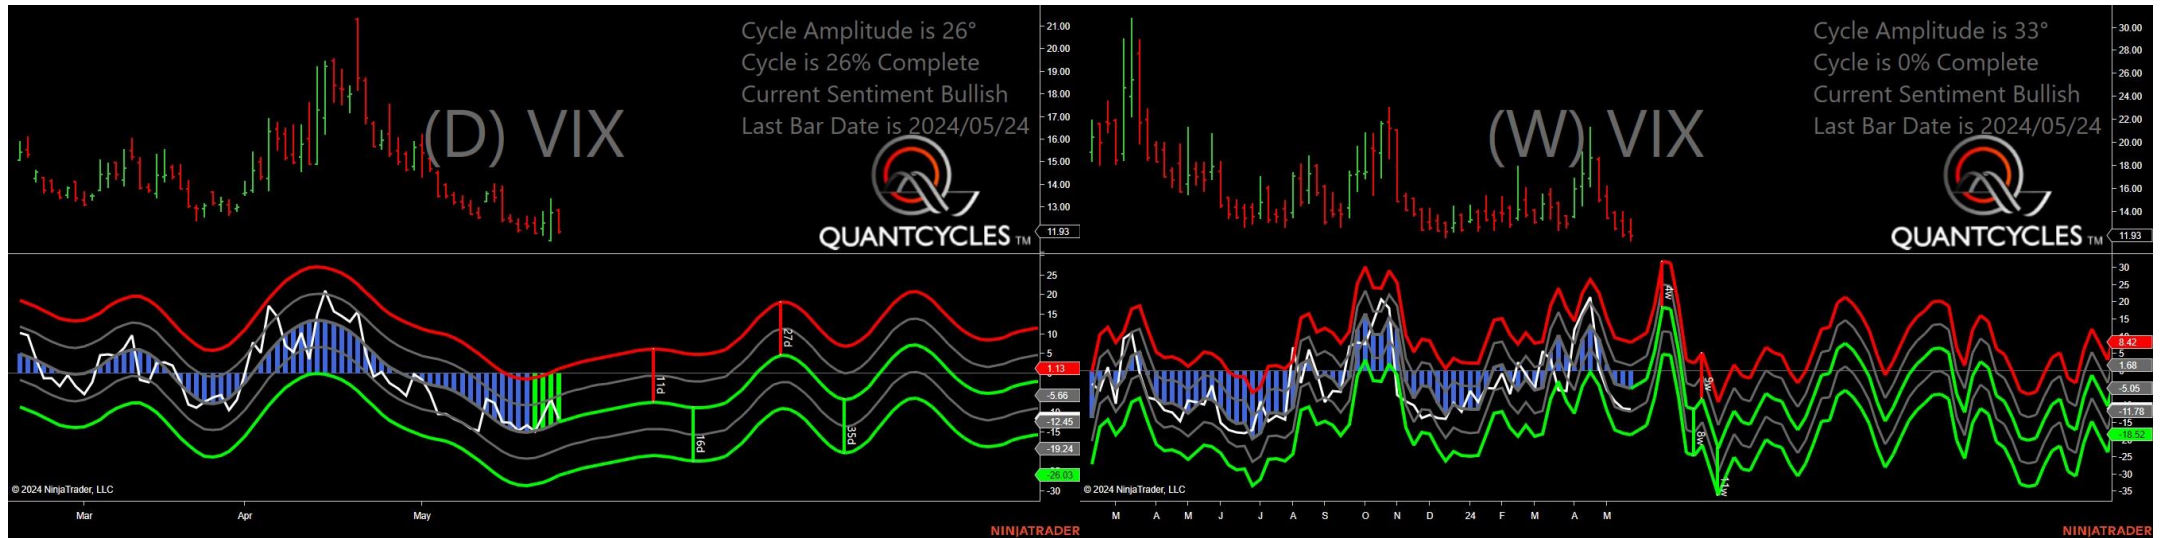 Cycle Amplitude is 26°
Cycle is 26% Complete
Current Sentiment Bullish
Last Bar Date is 2024/05/24
(D) VIX
QUANTCYCLES TM
21.00
20.00
19.00
18.00
17.00
16.00
15.00
14.00
13.00
11.93
25
20
15
10
5
1.13
-5.66
-12.45
-15
-19.24
-26.03
-30
11d
16d
27d
35d
© 2024 NinjaTrader, LLC
Mar Apr May
NINJATRADER
Cycle Amplitude is 33°
Cycle is 0% Complete
Current Sentiment Bullish
Last Bar Date is 2024/05/24
(W) VIX
QUANTCYCLES TM
30.00
28.00
26.00
24.00
22.00
20.00
18.00
16.00
14.00
11.93
30
25
20
15
10
8.42
5
1.68
-5.05
-11.78
-15
-18.52
-25
-30
-35
4w
9w
8w
11w
© 2024 NinjaTrader, LLC
M A M J J A S O N D 24 F M A M
NINJATRADER